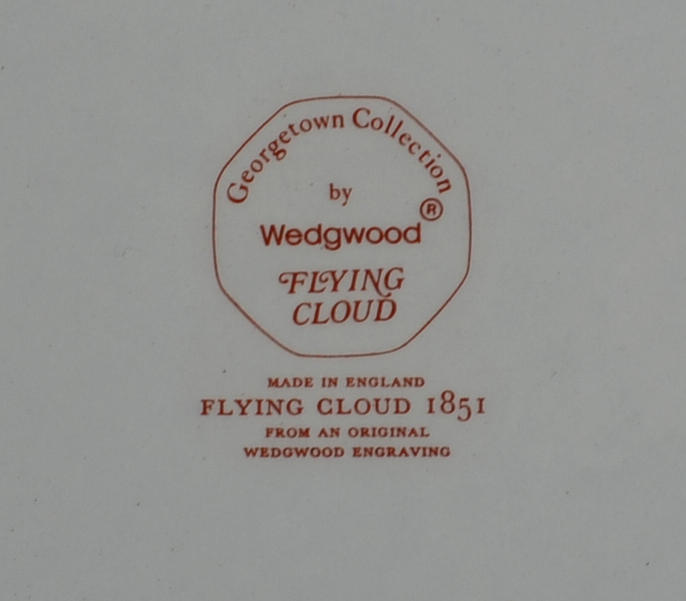 Georgetown Collection
by
Wedgwood®
FLYING
CLOUD
MADE IN ENGLAND
FLYING CLOUD 1851
FROM AN ORIGINAL
WEDGWOOD ENGRAVING